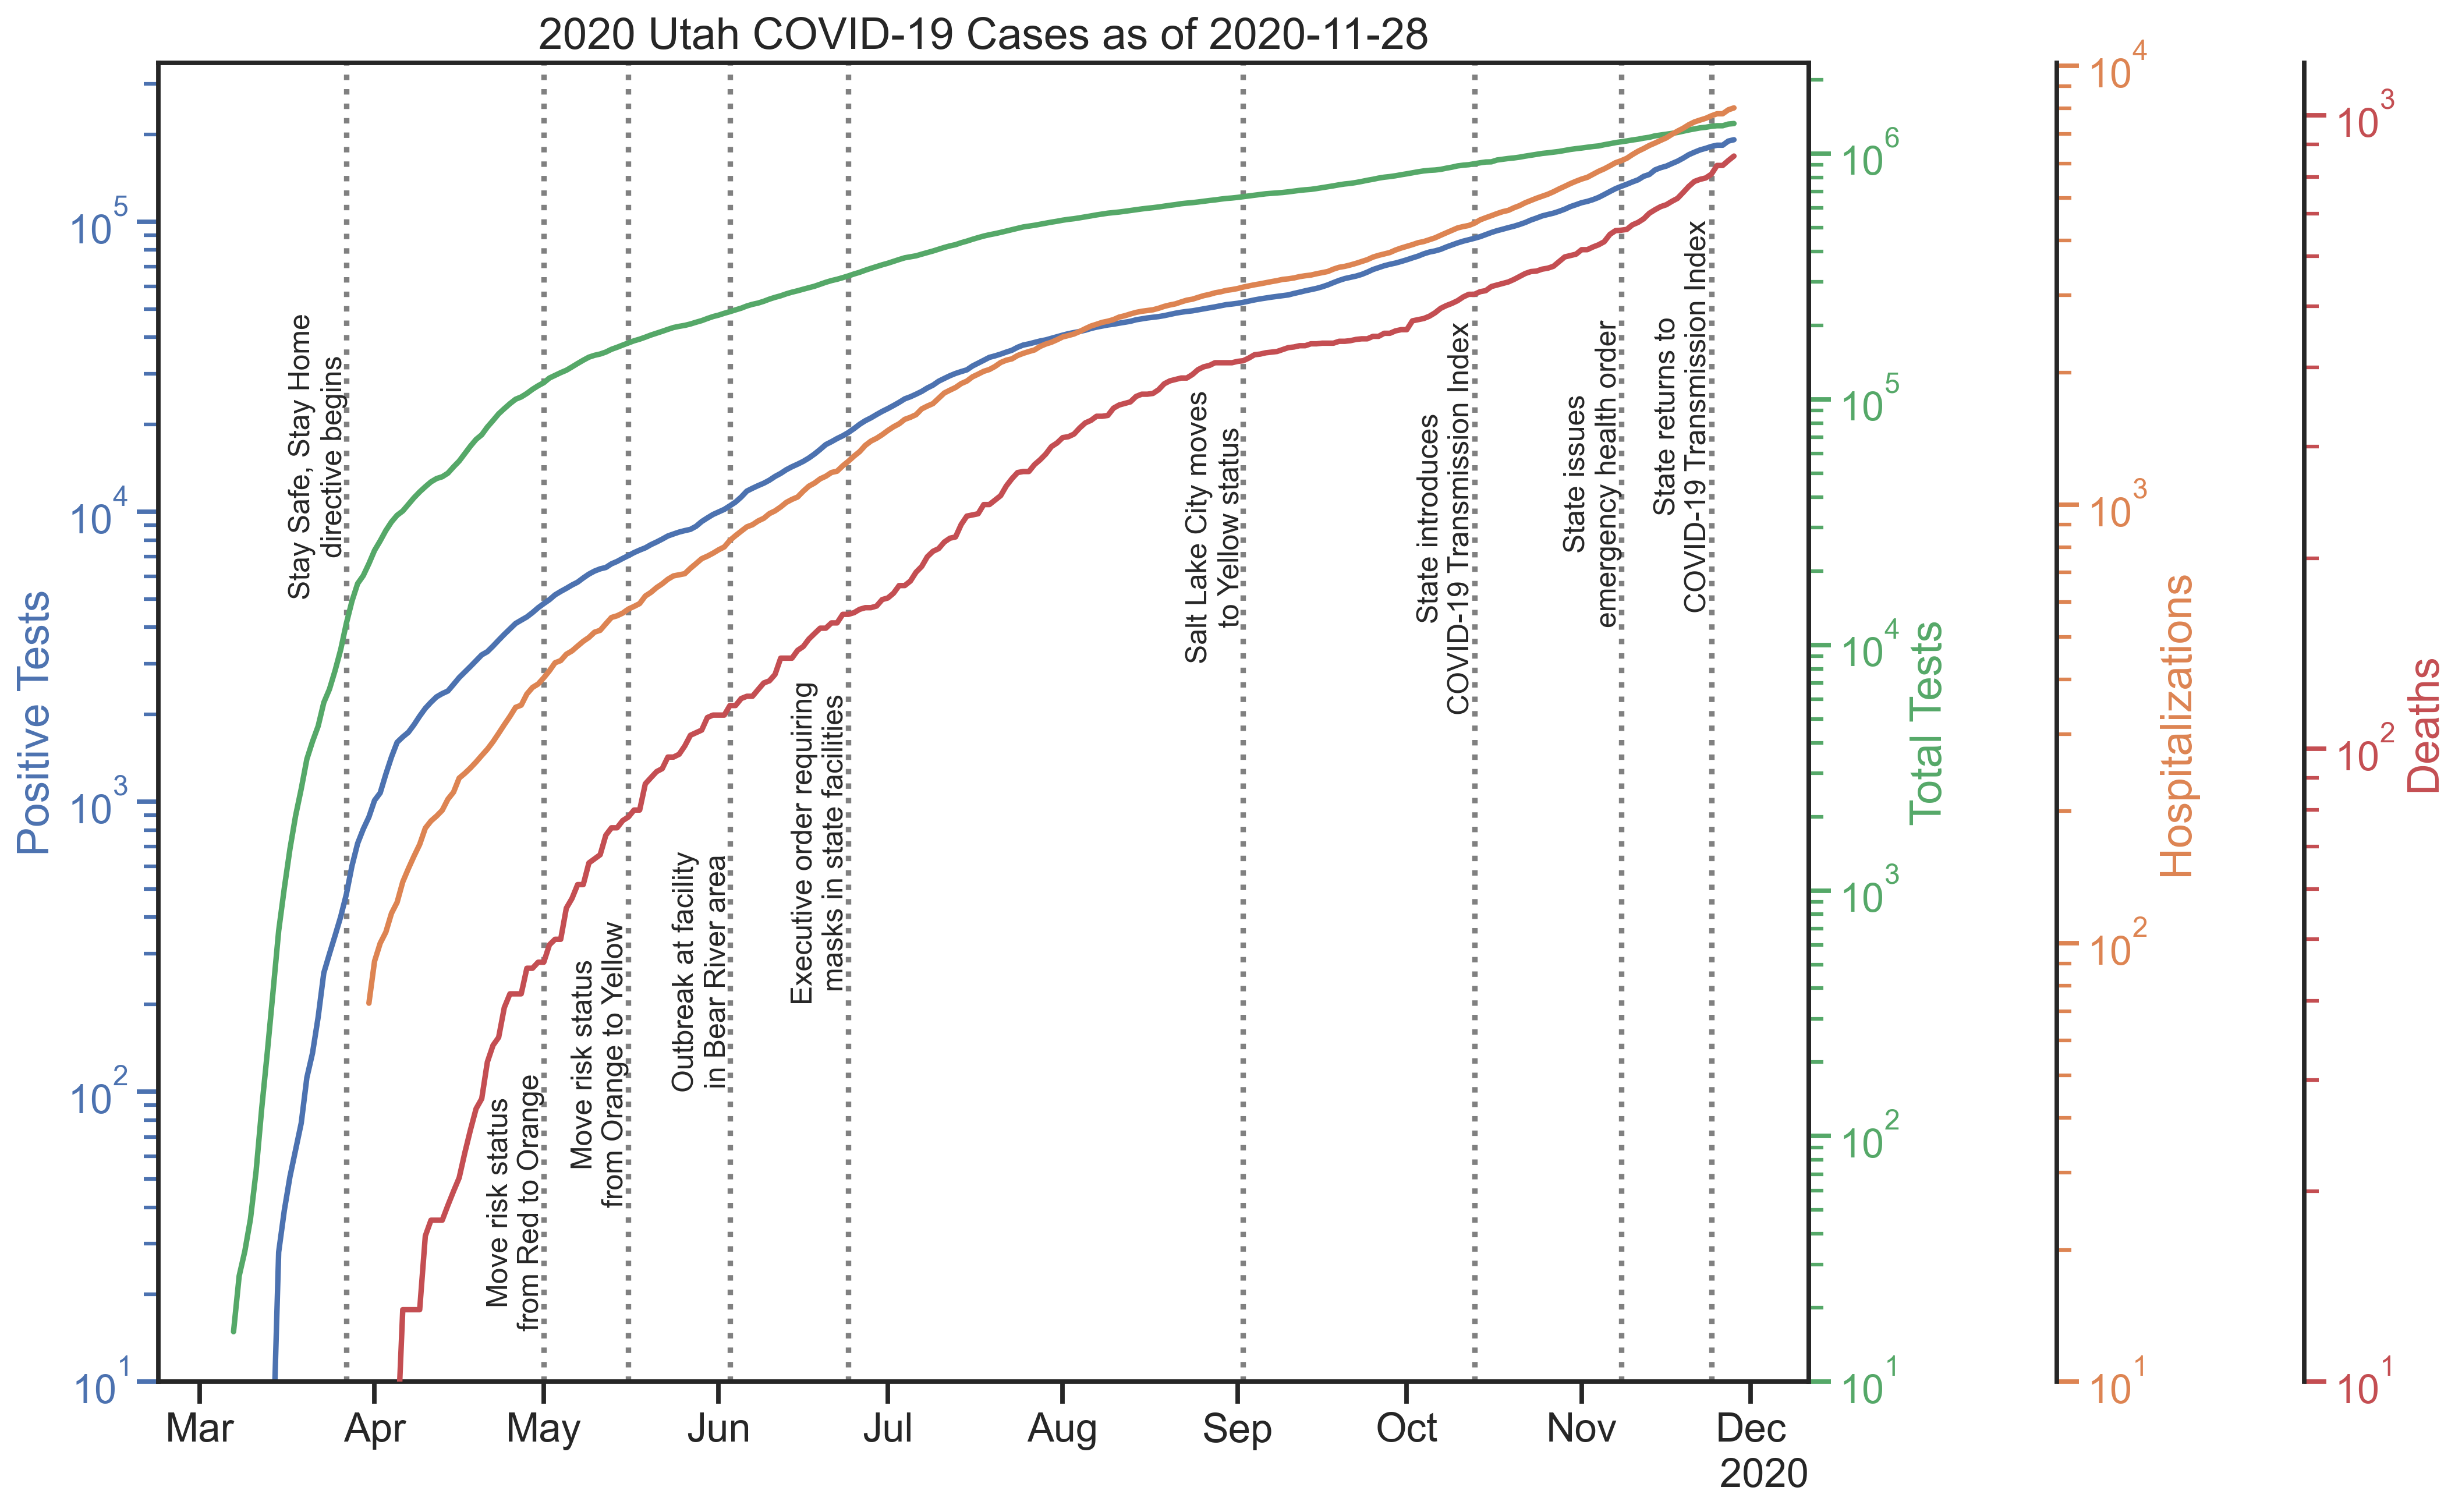 2020 Utah COVID-19 Cases as of 2020-11-28
Positive Tests
10^5
10^4
10^3
10^2
10^1
Stay Safe, Stay Home
directive begins
Move risk status
from Red to Orange
Move risk status
from Orange to Yellow
Outbreak at facility
in Bear River area
Executive order requiring
masks in state facilities
Salt Lake City moves
to Yellow status
State introduces
COVID-19 Transmission Index
State issues
emergency health order
State returns to
COVID-19 Transmission Index
Mar Apr May Jun Jul Aug Sep Oct Nov Dec
2020
10^6
10^5
10^4
10^3
10^2
10^1
Total Tests
10^4
10^3
10^2
10^1
Hospitalizations
10^3
10^2
10^1
Deaths